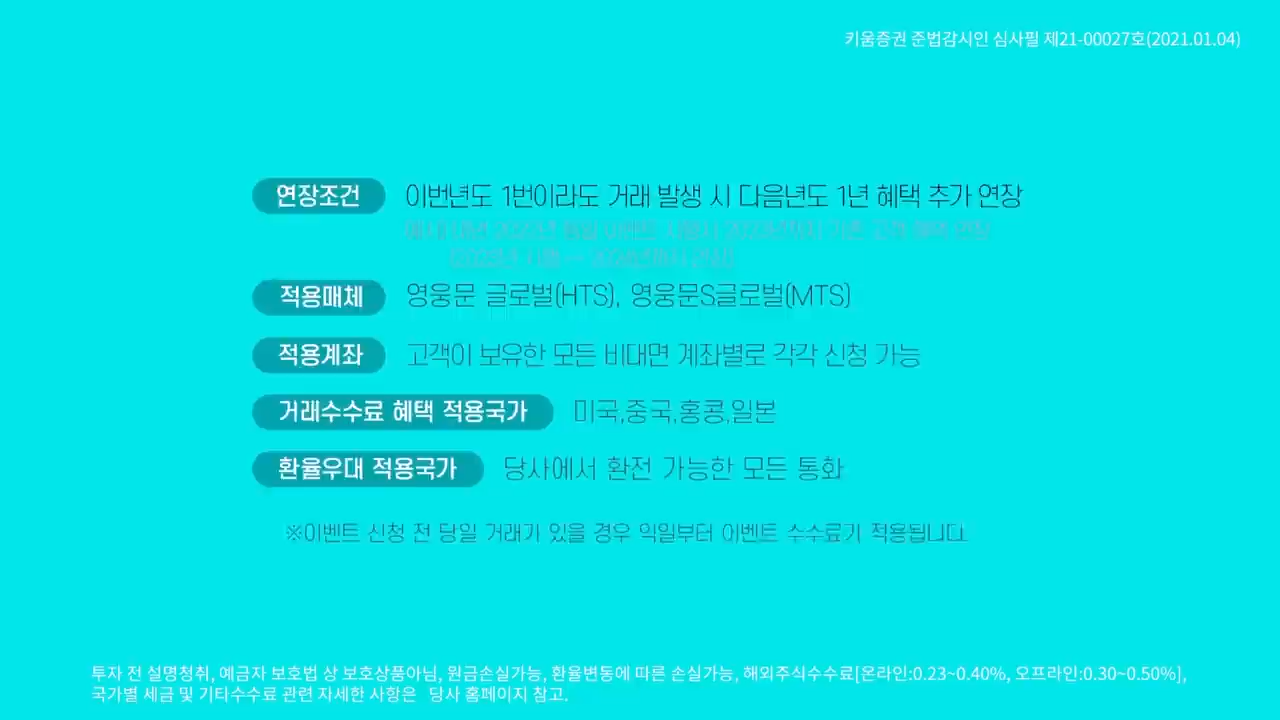 키움증권 준법감시인 심사필 제21-00027호(2021.01.04)
연장조건 이번년도 1번이라도 거래 발생 시 다음년도 1년 혜택 추가 연장
적용매체 영웅문 글로벌(HTS), 영웅문S글로벌(MTS)
적용계좌 고객이 보유한 모든 비대면 계좌별로 각각 신청 가능
거래수수료 혜택 적용국가 미국,중국,홍콩,일본
환율우대 적용국가 당사에서 환전 가능한 모든 통화
※이벤트 신청 전 당일 거래가 있을 경우 익일부터 이벤트 수수료가 적용됩니다.
투자 전 설명청취, 예금자 보호법 상 보호상품아님, 원금손실가능, 환율변동에 따른 손실가능, 해외주식수수료[온라인:0.23~0.40%, 오프라인:0.30~0.50%],
국가별 세금 및 기타수수료 관련 자세한 사항은 당사 홈페이지 참고.